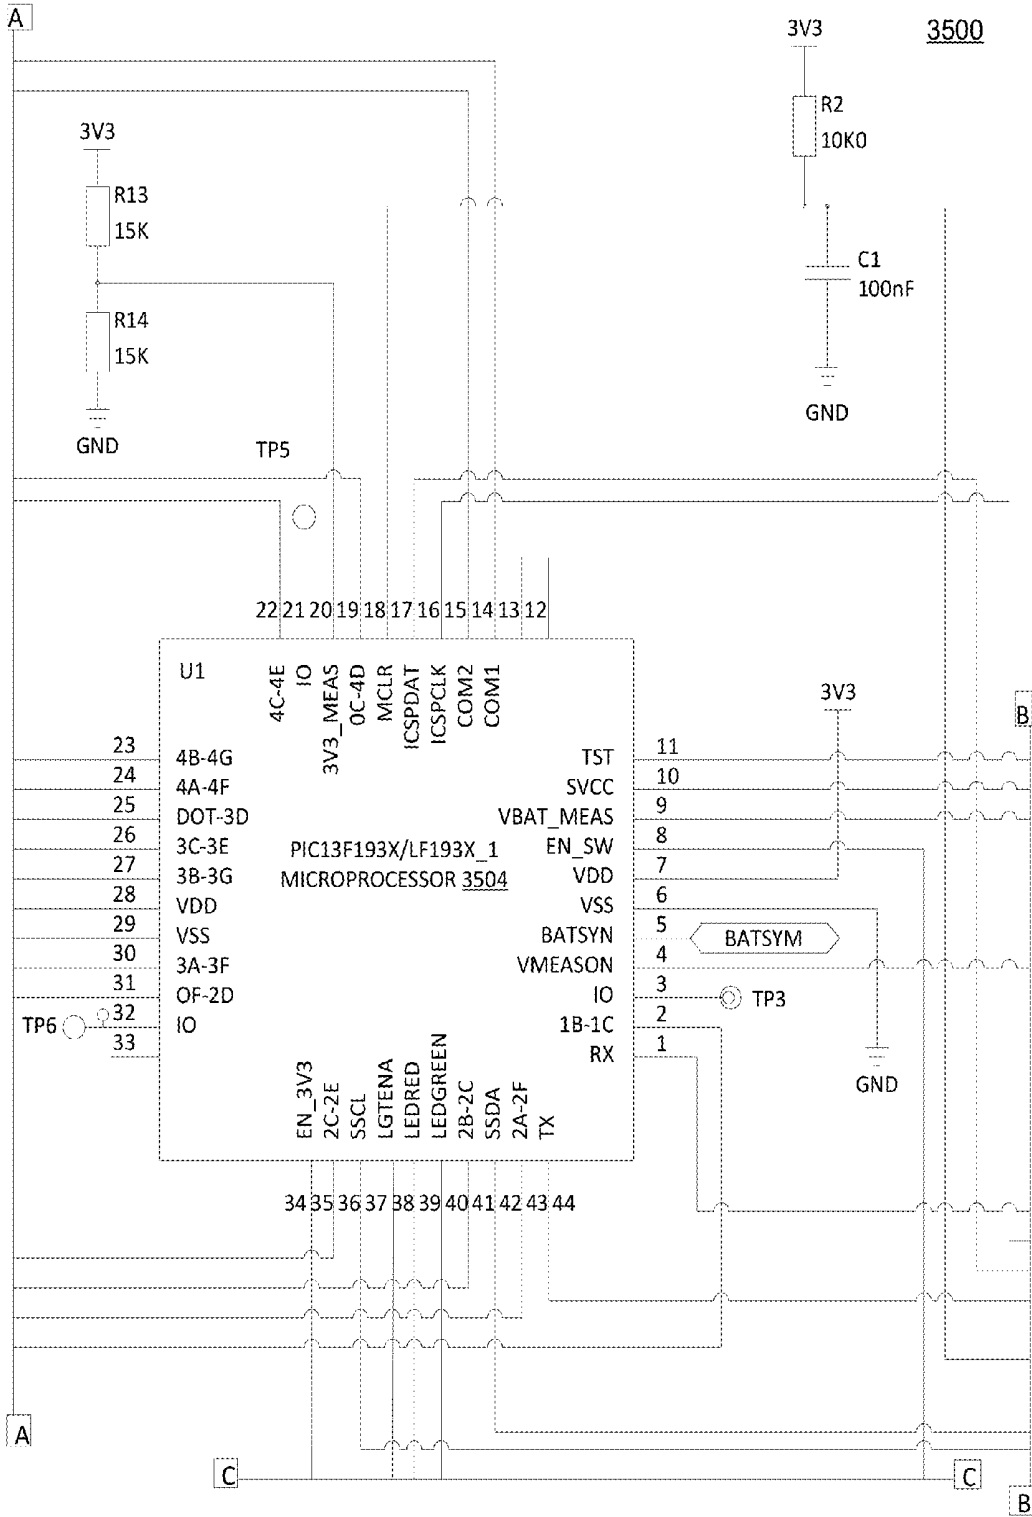 A
3500
3V3
R2
10K0
3V3
R13
15K
C1
100nF
R14
15K
GND
GND
TP5
22 21 20 19 18 17 16 15 14 13 12
U1
4C-4E
IO
3V3_MEAS
0C-4D
MCLR
ICSPDAT
ICSPCLK
COM2
COM1
3V3
B
23 4B-4G
24 4A-4F
25 DOT-3D
26 3C-3E
27 3B-3G
28 VDD
29 VSS
30 3A-3F
31 OF-2D
TP6 32 IO
33
PIC13F193X/LF193X_1
MICROPROCESSOR 3504
TST 11
SVCC 10
VBAT_MEAS 9
EN_SW 8
VDD 7
VSS 6
BATSYN 5 BATSYM
VMEASON 4
IO 3 TP3
1B-1C 2
RX 1
GND
EN_3V3
2C-2E
SSCL
LGTENA
LEDRED
LEDGREEN
2B-2C
SSDA
2A-2F
TX
34 35 36 37 38 39 40 41 42 43 44
A
C
C
B